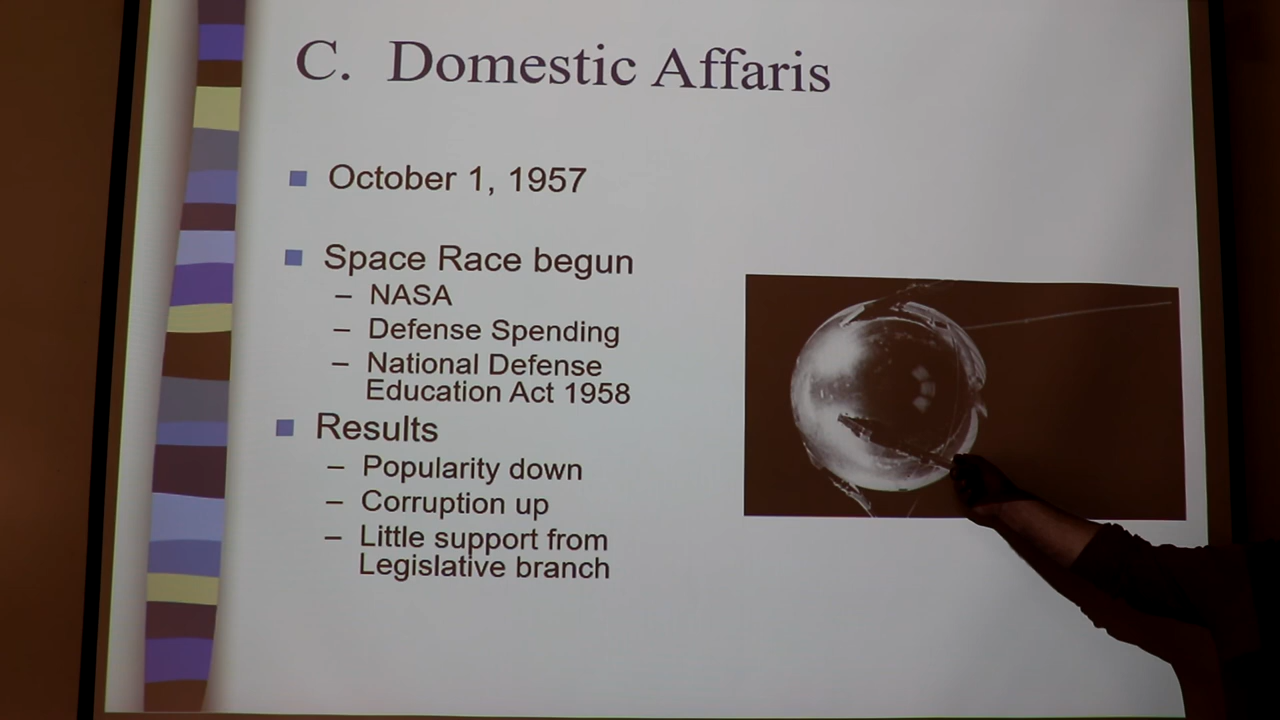 C. Domestic Affaris
October 1, 1957
Space Race begun
– NASA
– Defense Spending
– National Defense
Education Act 1958
Results
– Popularity down
– Corruption up
– Little support from
Legislative branch